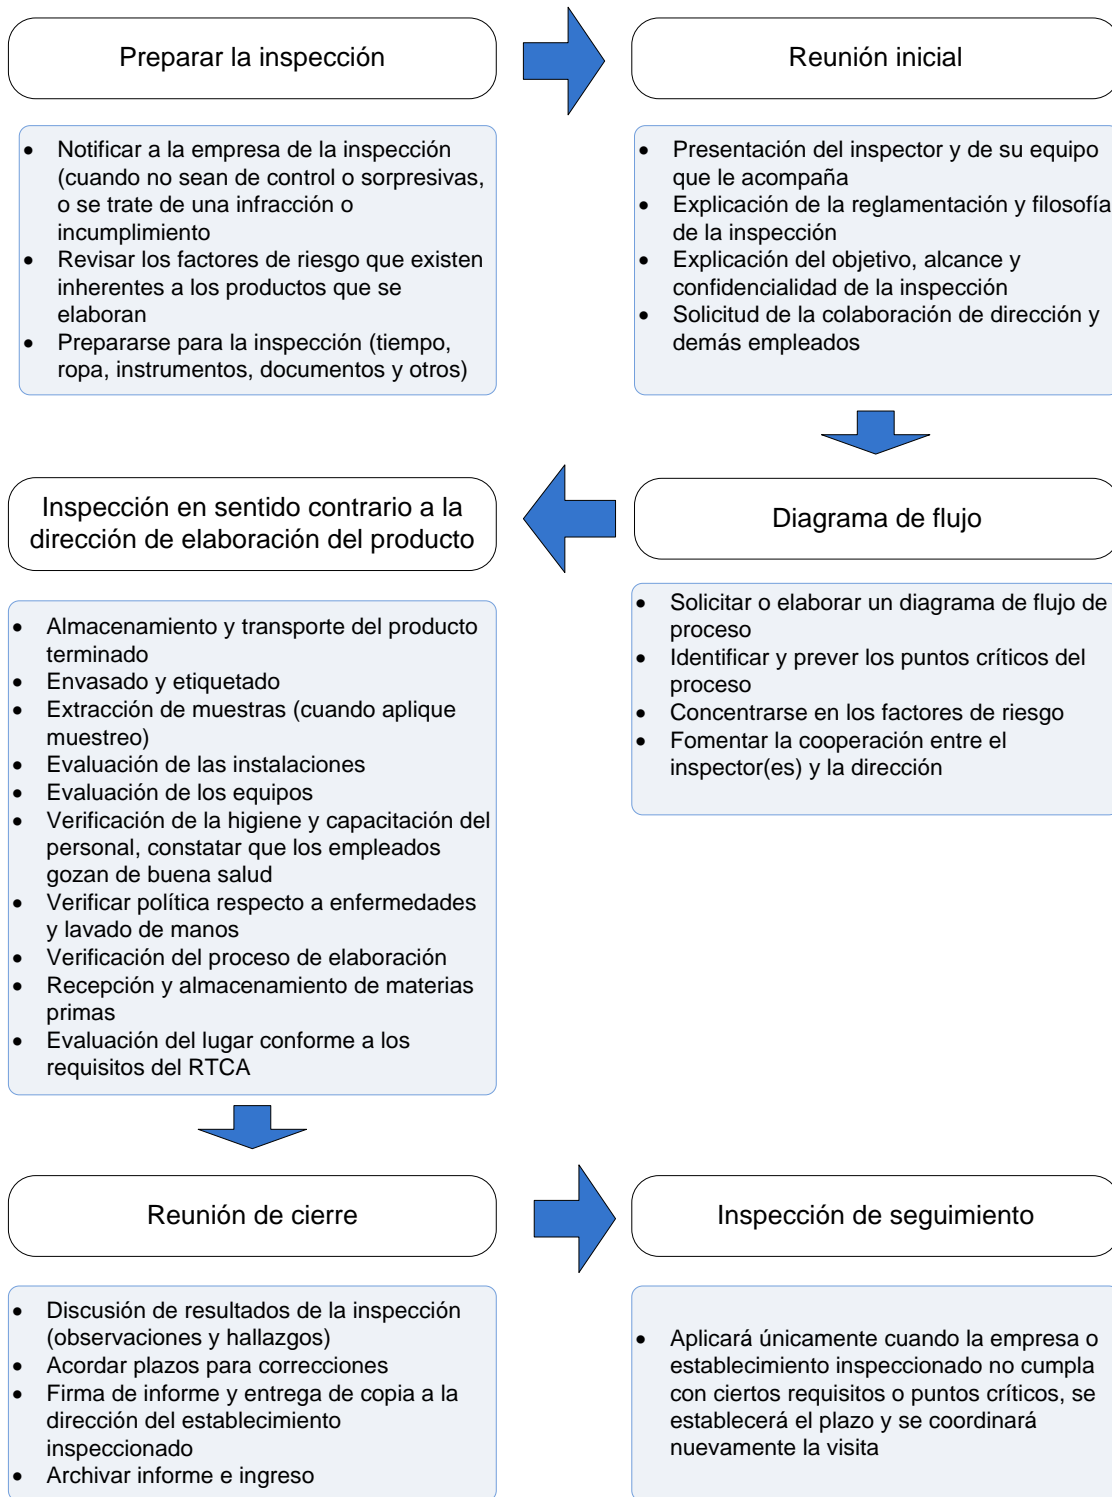 Preparar la inspección
Reunión inicial
• Notificar a la empresa de la inspección
(cuando no sean de control o sorpresivas,
o se trate de una infracción o
incumplimiento
• Revisar los factores de riesgo que existen
inherentes a los productos que se
elaboran
• Prepararse para la inspección (tiempo,
ropa, instrumentos, documentos y otros)
• Presentación del inspector y de su equipo
que le acompaña
• Explicación de la reglamentación y filosofía
de la inspección
• Explicación del objetivo, alcance y
confidencialidad de la inspección
• Solicitud de la colaboración de dirección y
demás empleados
Diagrama de flujo
• Solicitar o elaborar un diagrama de flujo de
proceso
• Identificar y prever los puntos críticos del
proceso
• Concentrarse en los factores de riesgo
• Fomentar la cooperación entre el
inspector(es) y la dirección
Inspección en sentido contrario a la
dirección de elaboración del producto
• Almacenamiento y transporte del producto
terminado
• Envasado y etiquetado
• Extracción de muestras (cuando aplique
muestreo)
• Evaluación de las instalaciones
• Evaluación de los equipos
• Verificación de la higiene y capacitación del
personal, constatar que los empleados
gozan de buena salud
• Verificar política respecto a enfermedades
y lavado de manos
• Verificación del proceso de elaboración
• Recepción y almacenamiento de materias
primas
• Evaluación del lugar conforme a los
requisitos del RTCA
Reunión de cierre
• Discusión de resultados de la inspección
(observaciones y hallazgos)
• Acordar plazos para correcciones
• Firma de informe y entrega de copia a la
dirección del establecimiento
inspeccionado
• Archivar informe e ingreso
Inspección de seguimiento
• Aplicará únicamente cuando la empresa o
establecimiento inspeccionado no cumpla
con ciertos requisitos o puntos críticos, se
establecerá el plazo y se coordinará
nuevamente la visita